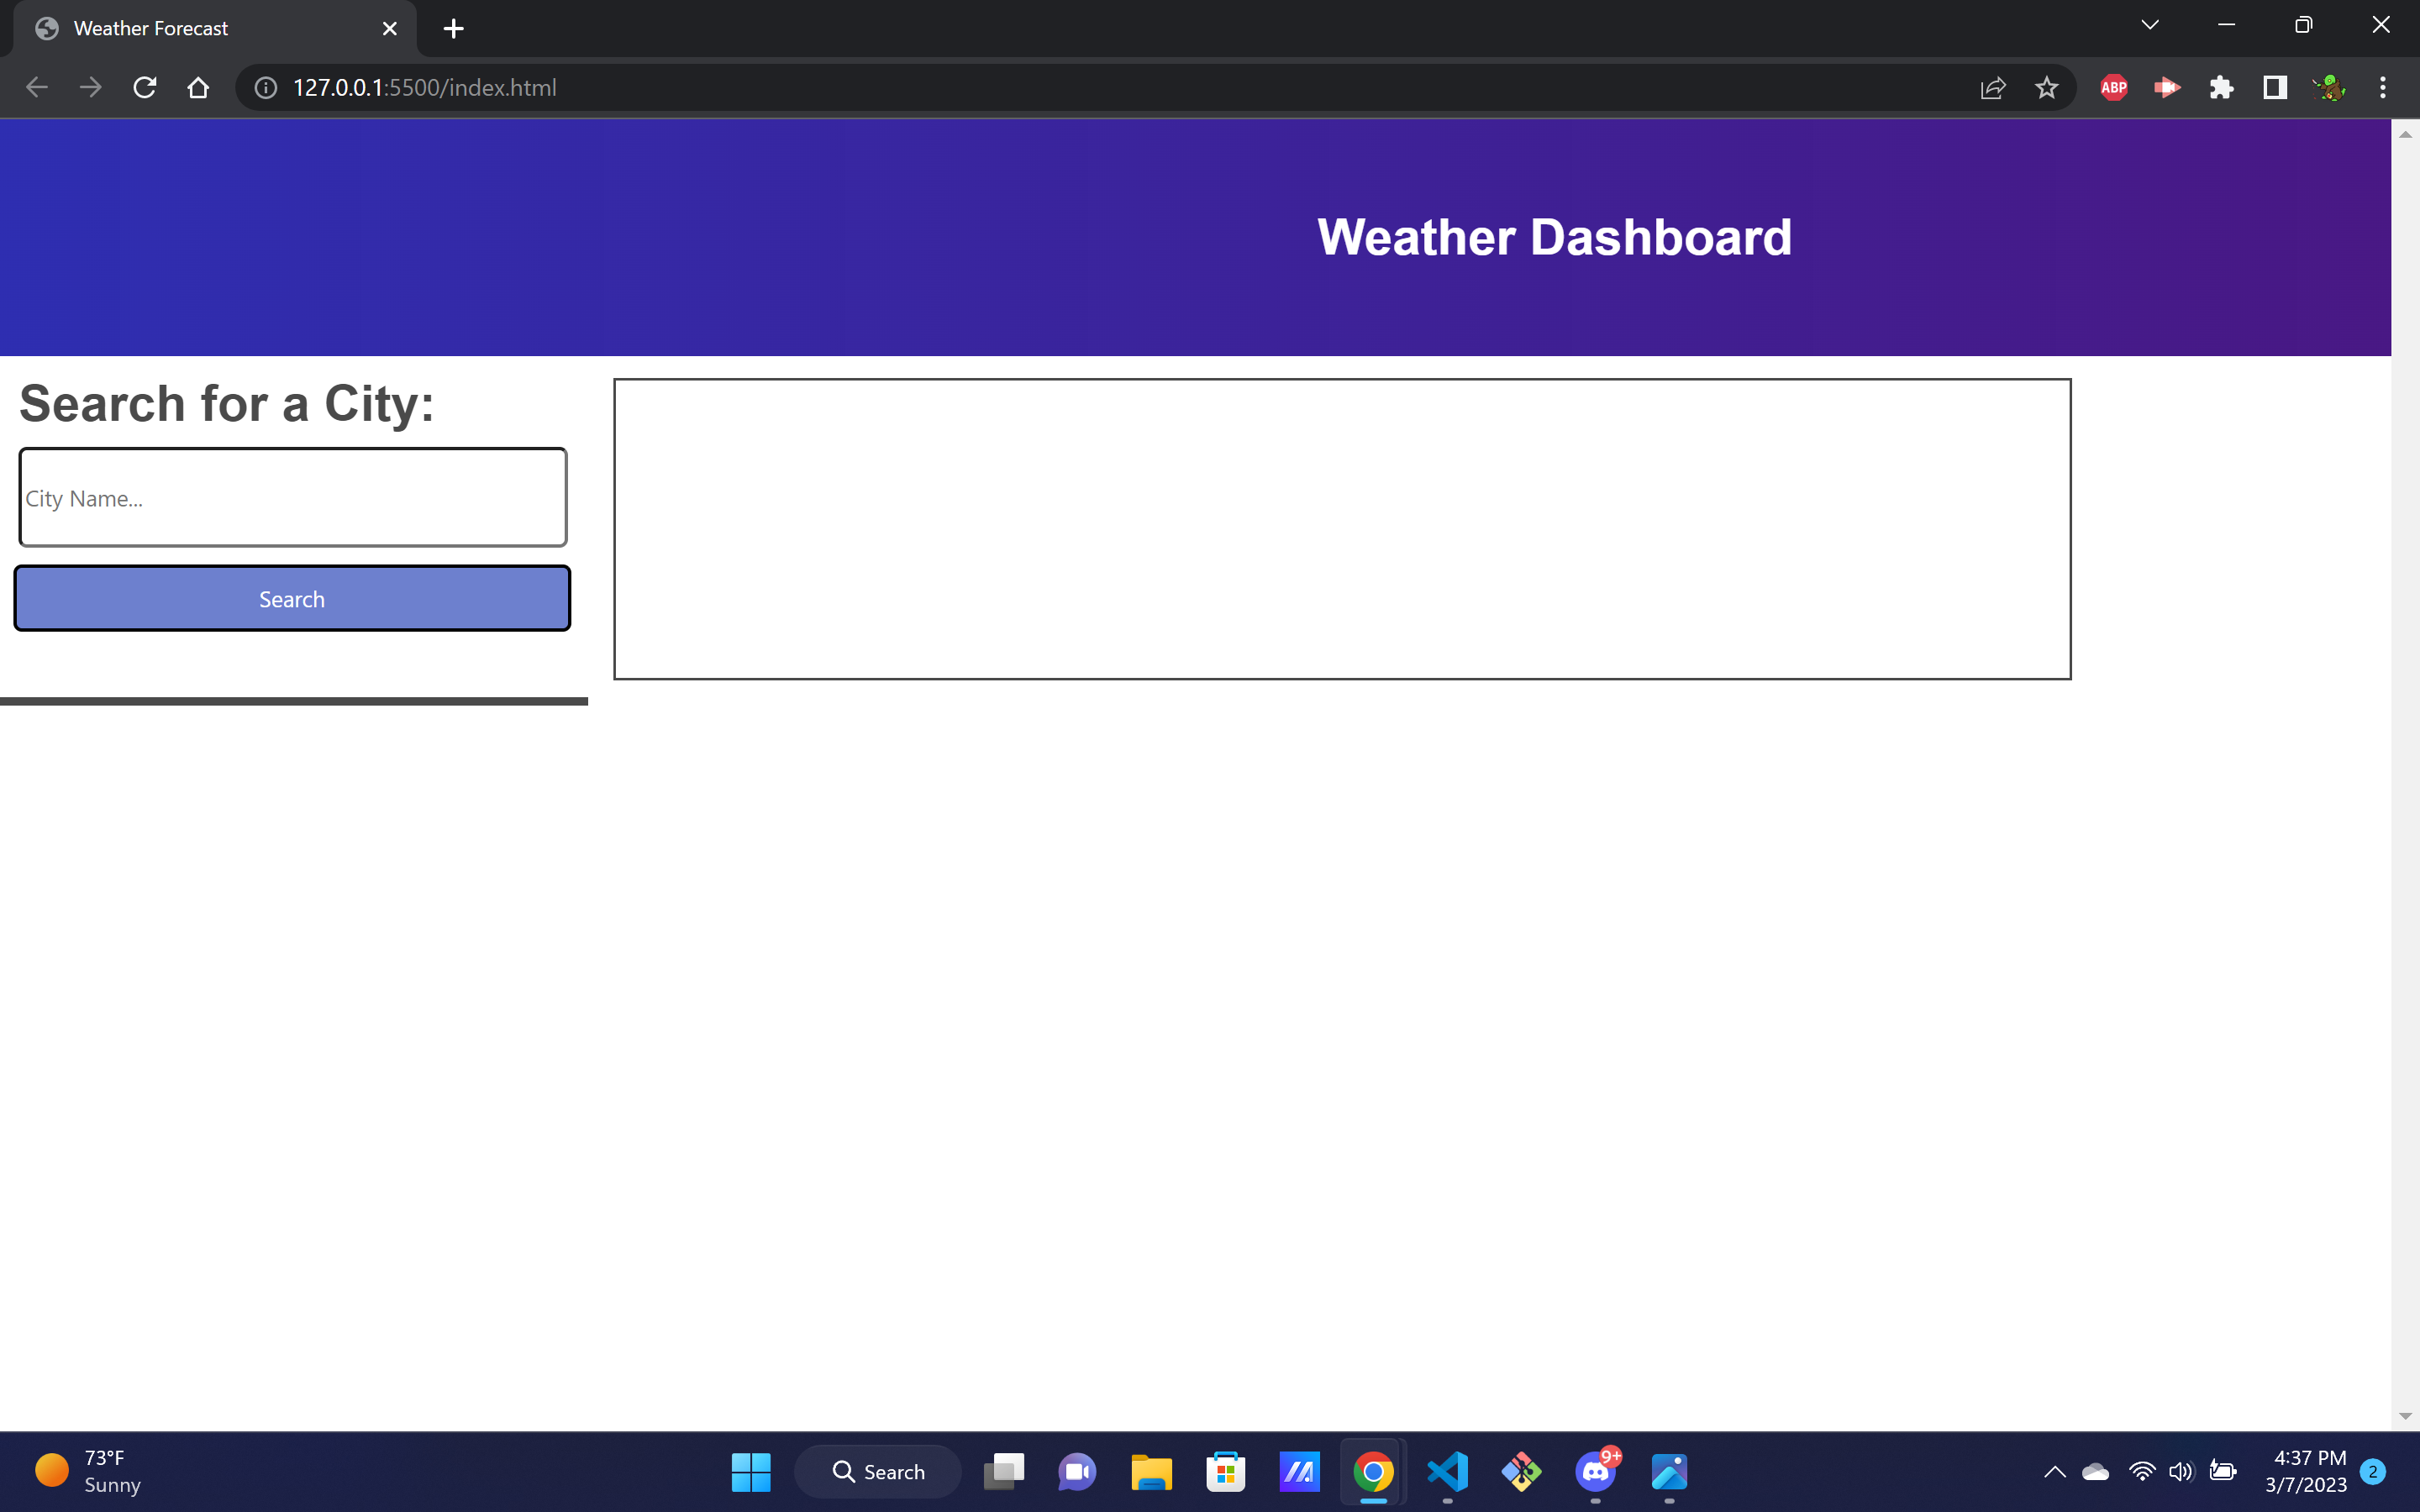 Weather Forecast
127.0.0.1:5500/index.html
ABP
Weather Dashboard
Search for a City:
City Name...
Search
73°F
Sunny
Search
9+
4:37 PM
3/7/2023
2